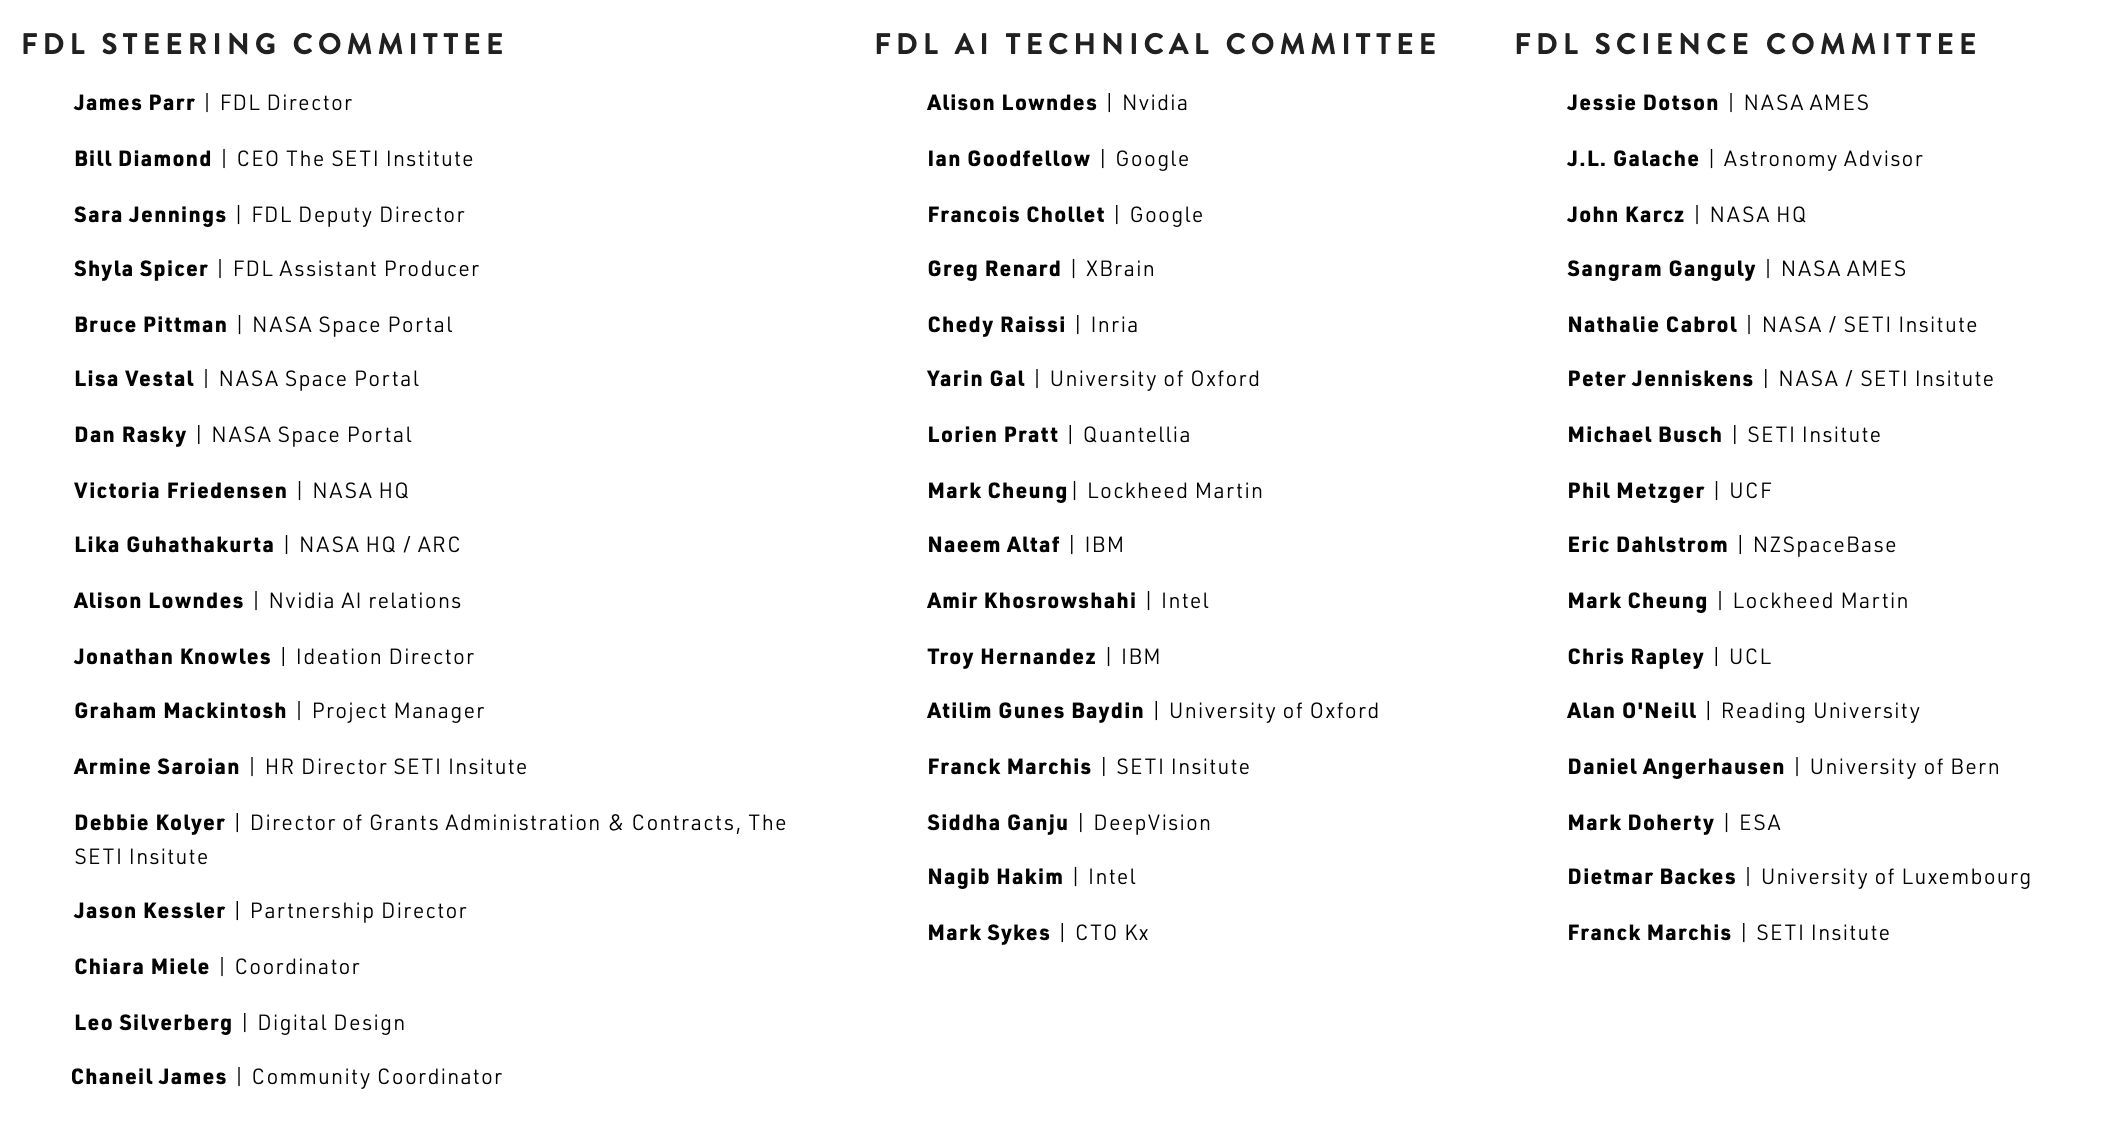 FDL STEERING COMMITTEE
James Parr | FDL Director
Bill Diamond | CEO The SETI Institute
Sara Jennings | FDL Deputy Director
Shyla Spicer | FDL Assistant Producer
Bruce Pittman | NASA Space Portal
Lisa Vestal | NASA Space Portal
Dan Rasky | NASA Space Portal
Victoria Friedensen | NASA HQ
Lika Guhathakurta | NASA HQ / ARC
Alison Lowndes | Nvidia AI relations
Jonathan Knowles | Ideation Director
Graham Mackintosh | Project Manager
Armine Saroian | HR Director SETI Insitute
Debbie Kolyer | Director of Grants Administration & Contracts, The
SETI Insitute
Jason Kessler | Partnership Director
Chiara Miele | Coordinator
Leo Silverberg | Digital Design
Chaneil James | Community Coordinator
FDL AI TECHNICAL COMMITTEE
Alison Lowndes | Nvidia
Ian Goodfellow | Google
Francois Chollet | Google
Greg Renard | XBrain
Chedy Raissi | Inria
Yarin Gal | University of Oxford
Lorien Pratt | Quantellia
Mark Cheung| Lockheed Martin
Naeem Altaf | IBM
Amir Khosrowshahi | Intel
Troy Hernandez | IBM
Atilim Gunes Baydin | University of Oxford
Franck Marchis | SETI Insitute
Siddha Ganju | DeepVision
Nagib Hakim | Intel
Mark Sykes | CTO Kx
FDL SCIENCE COMMITTEE
Jessie Dotson | NASA AMES
J.L. Galache | Astronomy Advisor
John Karcz | NASA HQ
Sangram Ganguly | NASA AMES
Nathalie Cabrol | NASA / SETI Insitute
Peter Jenniskens | NASA / SETI Insitute
Michael Busch | SETI Insitute
Phil Metzger | UCF
Eric Dahlstrom | NZSpaceBase
Mark Cheung | Lockheed Martin
Chris Rapley | UCL
Alan O'Neill | Reading University
Daniel Angerhausen | University of Bern
Mark Doherty | ESA
Dietmar Backes | University of Luxembourg
Franck Marchis | SETI Insitute